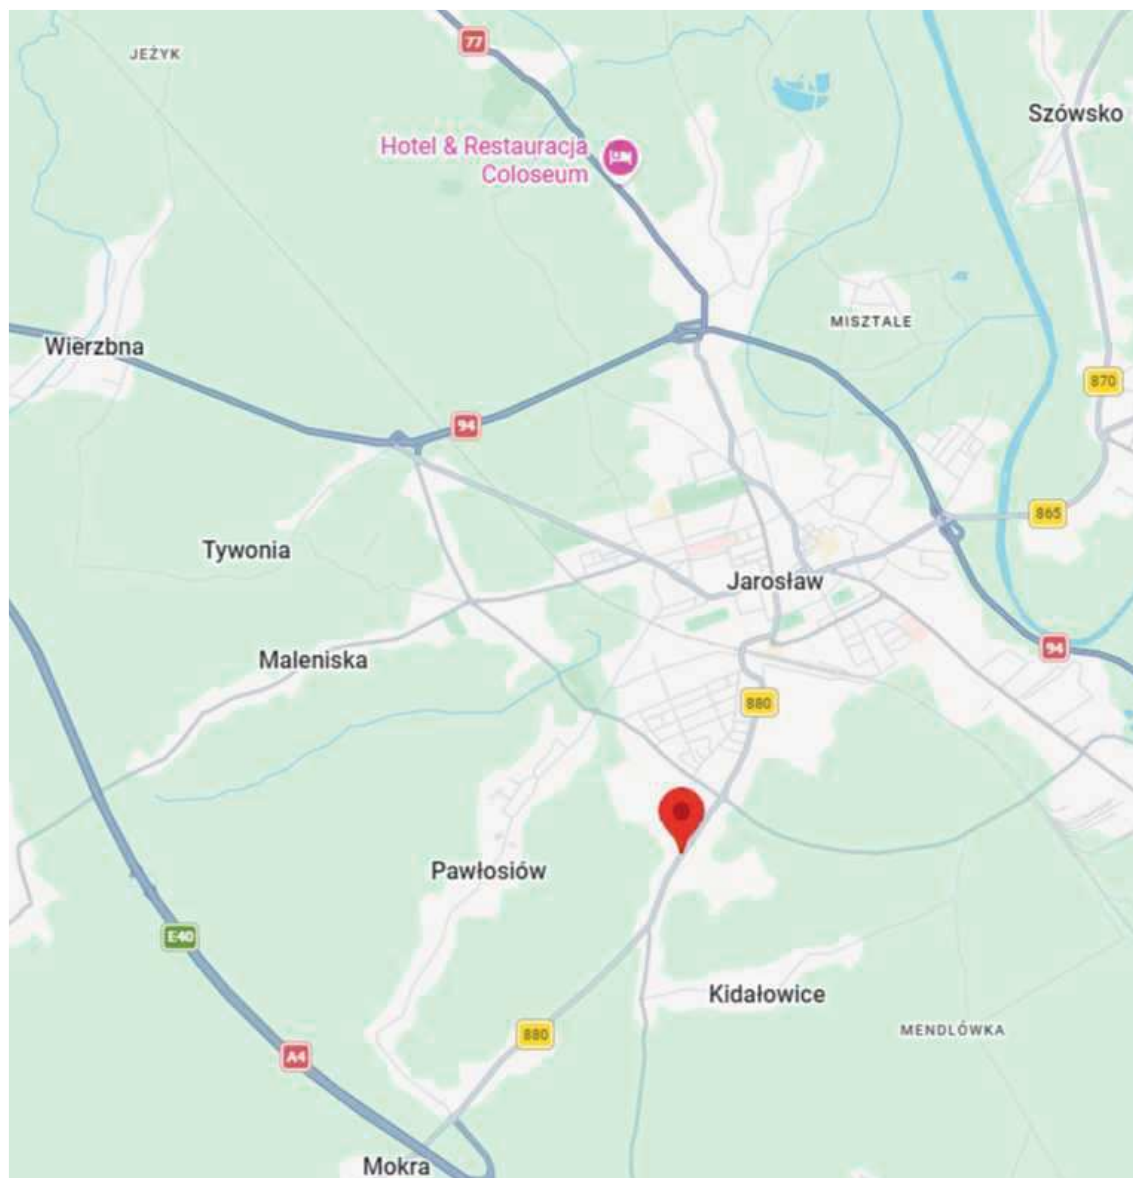 77
JEŻYK
Szówsko
Hotel & Restauracja
Coloseum
MISZTALE
Wierzbna
870
94
865
Tywonia
Jarosław
94
Maleniska
880
Pawłosiów
E40
Kidałowice
MENDLÓWKA
880
A4
Mokra